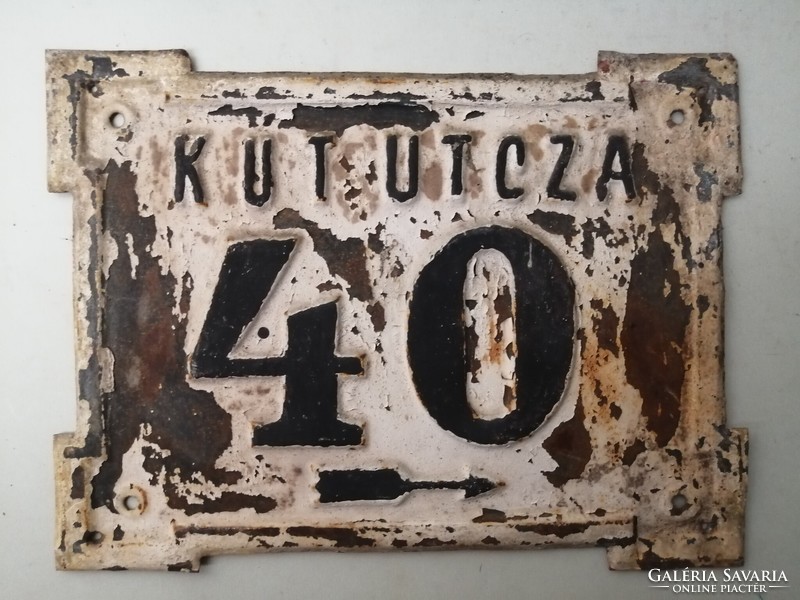 KUT UTCZA
40
GALÉRIA SAVARIA
ONLINE PIACTÉR